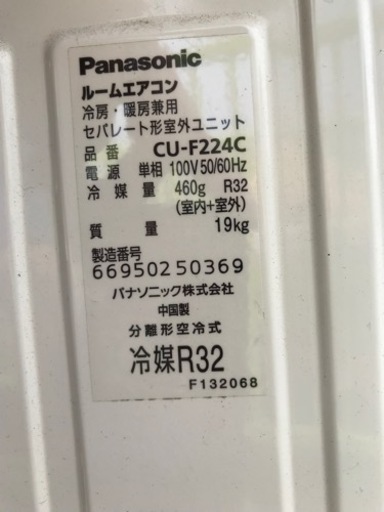 Panasonic
ルームエアコン
冷房・暖房兼用
セパレート形室外ユニット
品番 CU-F224C
電源 単相 100V 50/60Hz
冷媒量 460g R32
(室内+室外)
質量 19kg
製造番号
66950250369
パナソニック株式会社
中国製
分離形空冷式
冷媒R32
F132068